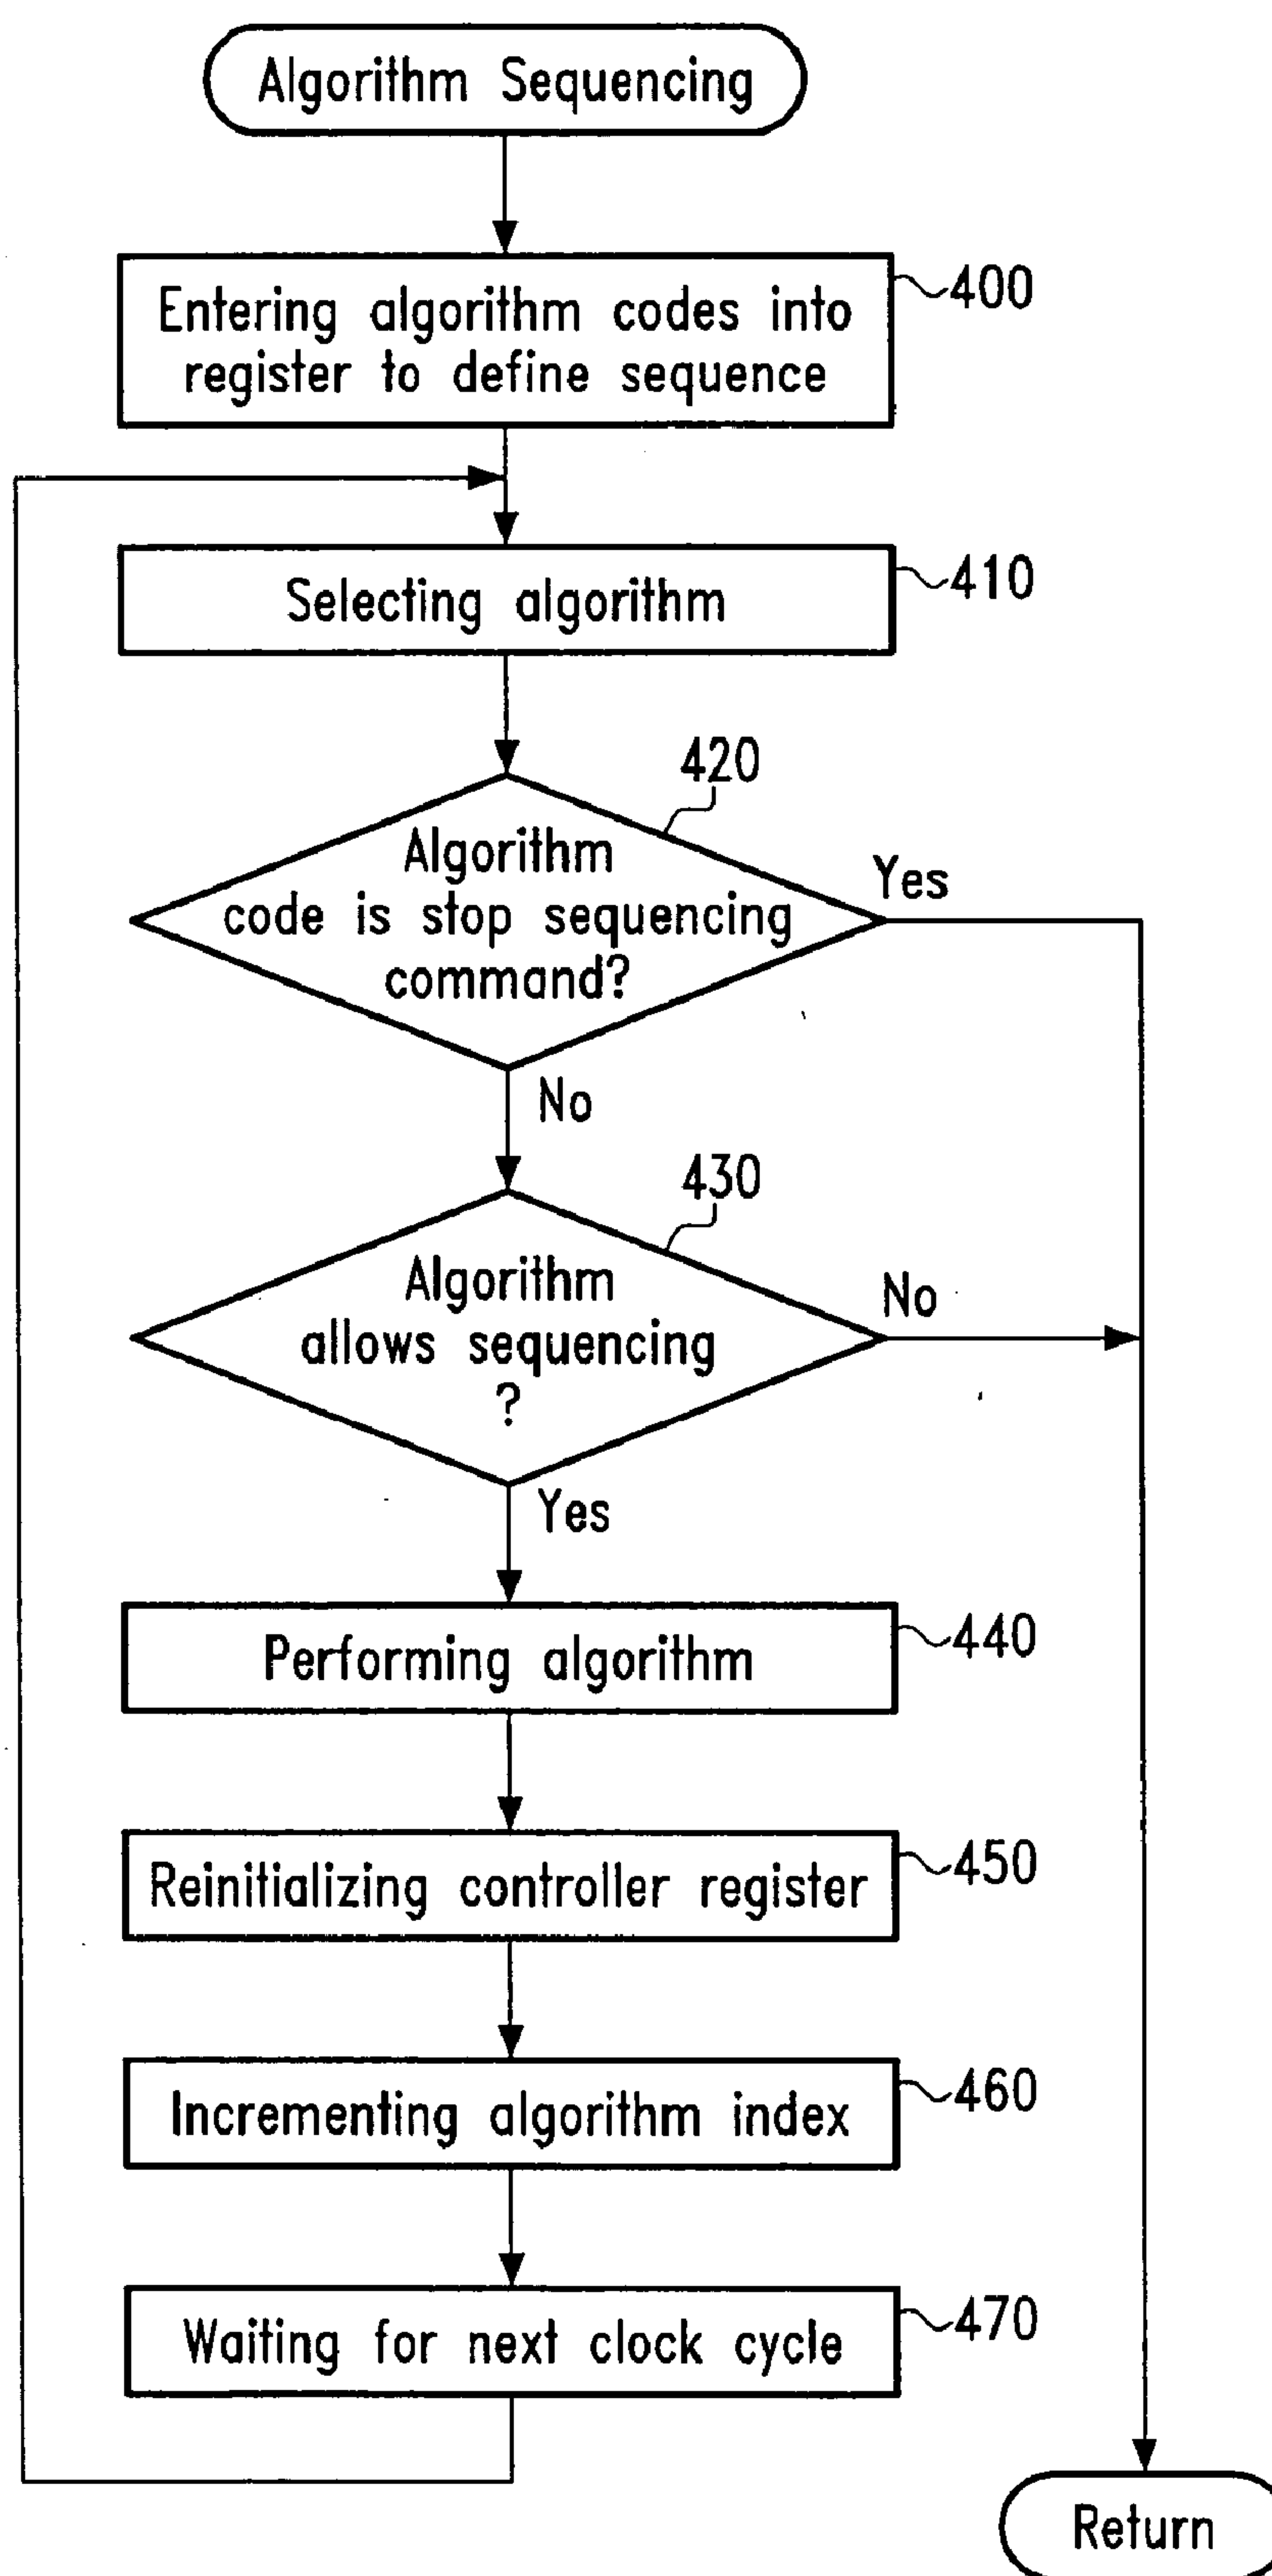 Algorithm Sequencing
Entering algorithm codes into
register to define sequence
400
Selecting algorithm
410
420
Algorithm
code is stop sequencing
command?
Yes
No
430
Algorithm
allows sequencing
?
No
Yes
Performing algorithm
440
Reinitializing controller register
450
Incrementing algorithm index
460
Waiting for next clock cycle
470
Return